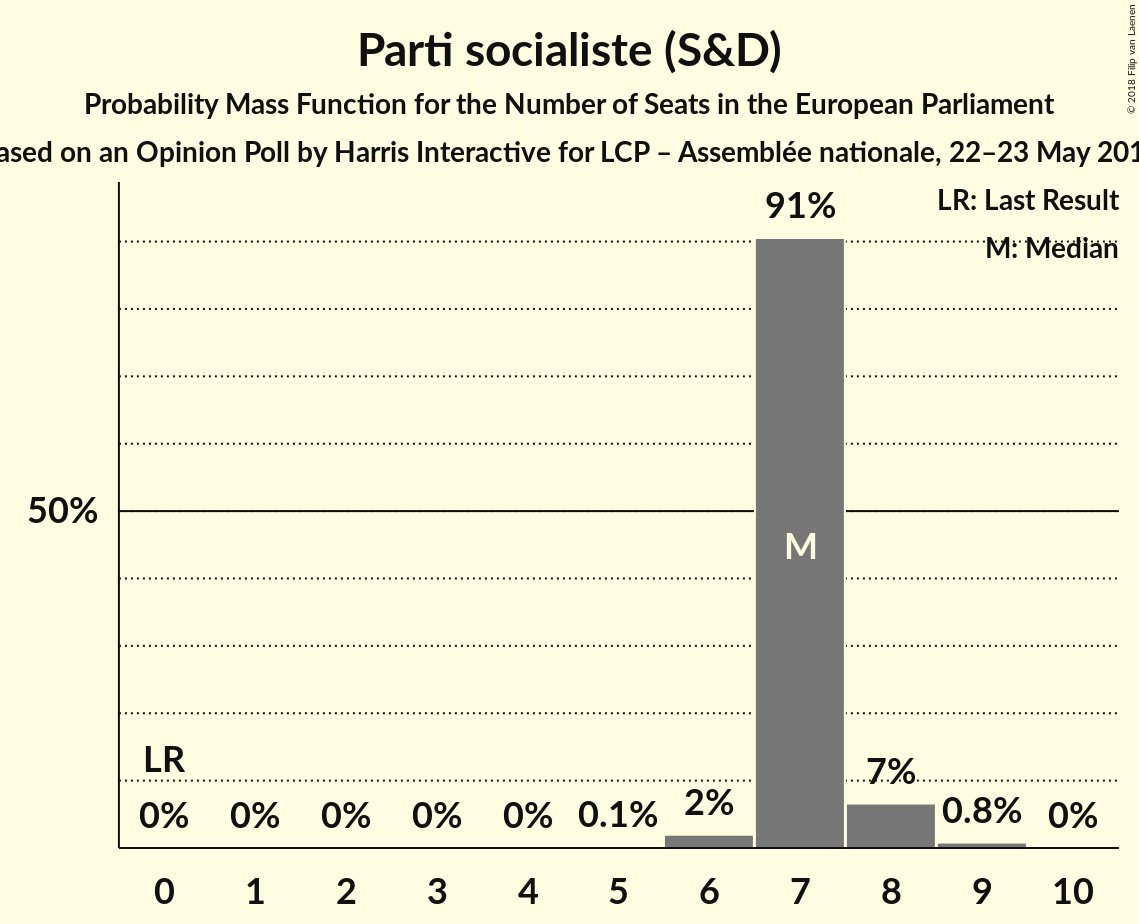 Parti socialiste (S&D)
Probability Mass Function for the Number of Seats in the European Parliament
ased on an Opinion Poll by Harris Interactive for LCP – Assemblée nationale, 22–23 May 201
© 2018 Filip van Laenen
LR: Last Result
M: Median
91%
50%
M
LR
0% 0% 0% 0% 0% 0.1% 2% 7% 0.8% 0%
0 1 2 3 4 5 6 7 8 9 10